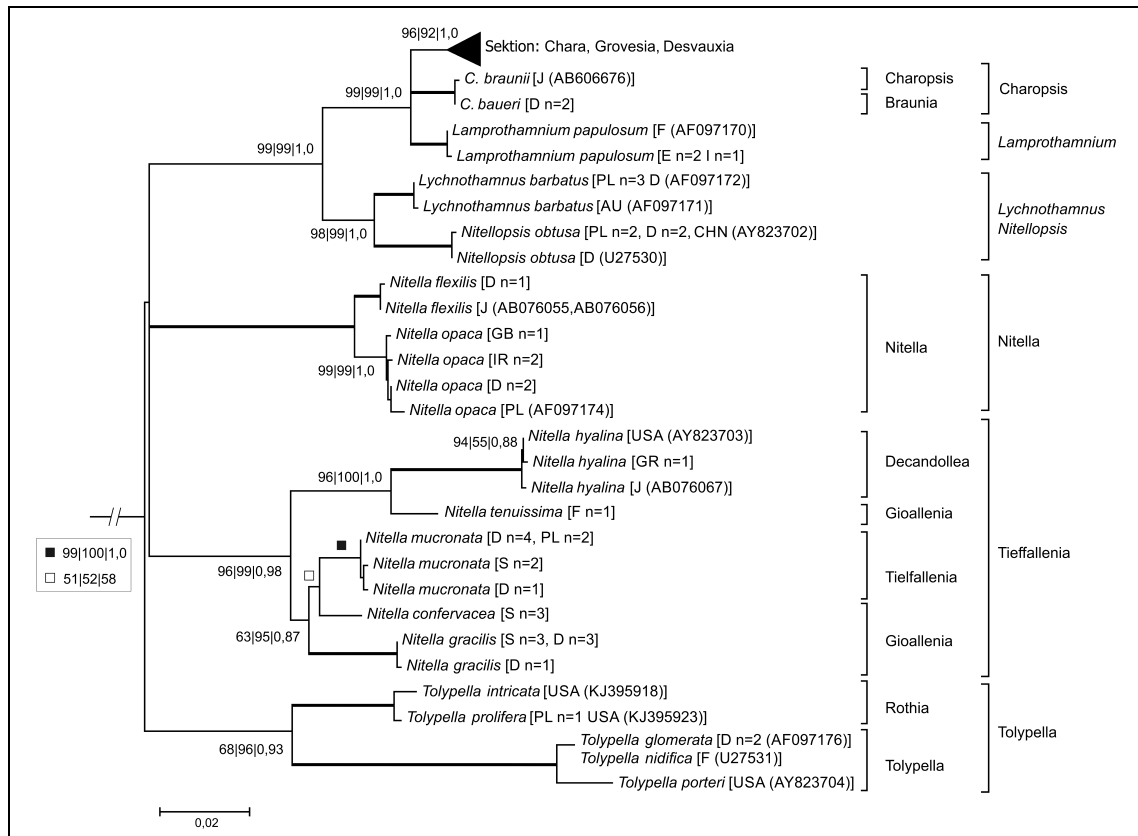 96|92|1,0
Sektion: Chara, Grovesia, Desvauxia
C. braunii [J (AB606676)]
Charopsis
99|99|1,0
C. baueri [D n=2]
Braunia
Charopsis
Lamprothamnium papulosum [F (AF097170)]
Lamprothamnium papulosum [E n=2 I n=1]
Lamprothamnium
99|99|1,0
Lychnothamnus barbatus [PL n=3 D (AF097172)]
Lychnothamnus barbatus [AU (AF097171)]
Lychnothamnus
Nitellopsis
98|99|1,0
Nitellopsis obtusa [PL n=2, D n=2, CHN (AY823702)]
Nitellopsis obtusa [D (U27530)]
Nitella flexilis [D n=1]
Nitella flexilis [J (AB076055,AB076056)]
Nitella opaca [GB n=1]
Nitella
Nitella
Nitella opaca [IR n=2]
99|99|1,0
Nitella opaca [D n=2]
Nitella opaca [PL (AF097174)]
94|55|0,88
Nitella hyalina [USA (AY823703)]
Nitella hyalina [GR n=1]
Decandollea
96|100|1,0
Nitella hyalina [J (AB076067)]
Nitella tenuissima [F n=1]
Gioallenia
Nitella mucronata [D n=4, PL n=2]
Tieffallenia
99|100|1,0
51|52|58
96|99|0,98
Nitella mucronata [S n=2]
Tielfallenia
Nitella mucronata [D n=1]
Nitella confervacea [S n=3]
63|95|0,87
Nitella gracilis [S n=3, D n=3]
Gioallenia
Nitella gracilis [D n=1]
Tolypella intricata [USA (KJ395918)]
Rothia
Tolypella prolifera [PL n=1 USA (KJ395923)]
Tolypella
68|96|0,93
Tolypella glomerata [D n=2 (AF097176)]
Tolypella nidifica [F (U27531)]
Tolypella
Tolypella porteri [USA (AY823704)]
0,02